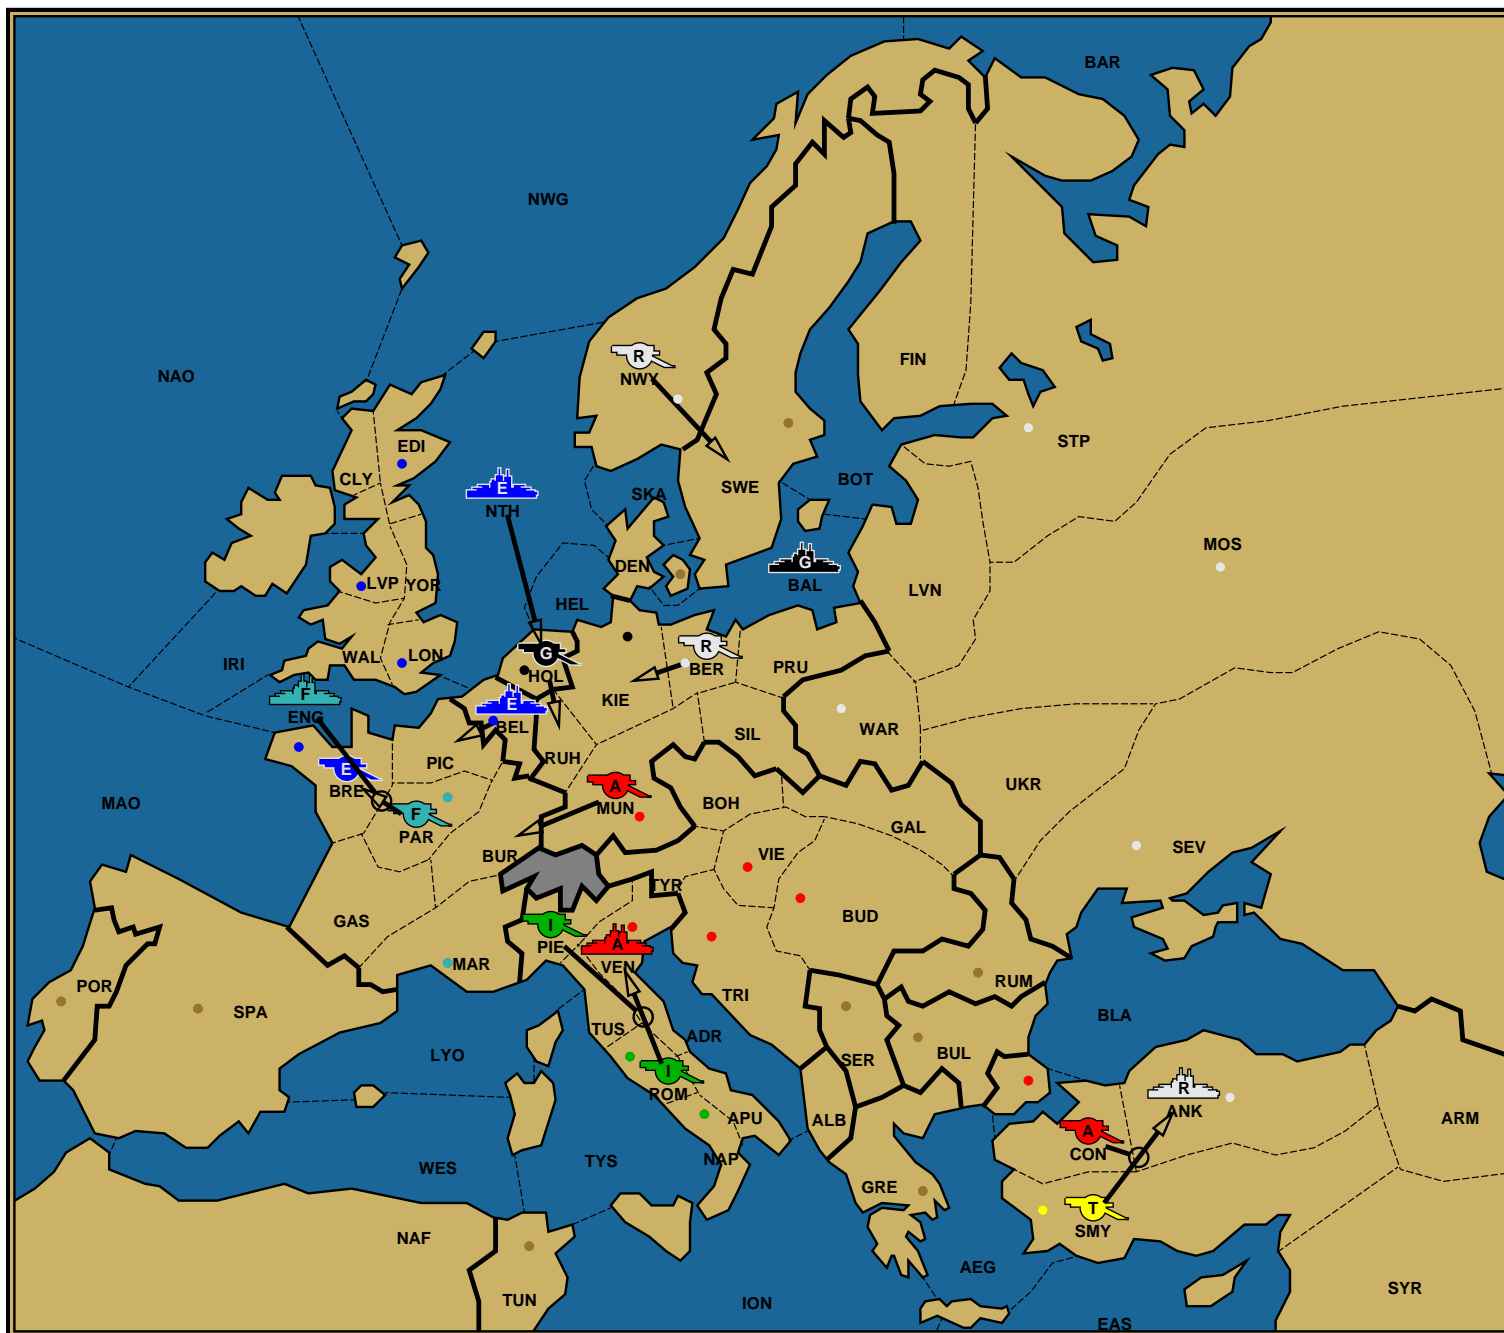 BAR
NWG
R
NAO
NWY
FIN
EDI
STP
CLY
BOT
E
SWE
SKA
NTH
MOS
G
DEN
BAL
LVP
YOR
LVN
HEL
R
G
LON
WAL
IRI
PRU
BER
HOL
F
KIE
E
ENG
BEL
WAR
SIL
PIC
RUH
E
A
UKR
BRE
MAO
BOH
MUN
F
GAL
PAR
SEV
VIE
BUR
TYR
BUD
GAS
I
PIE
A
MAR
VEN
RUM
POR
TRI
SPA
BLA
TUS
ADR
LYO
BUL
SER
I
R
ROM
ANK
APU
ALB
ARM
A
CON
NAP
TYS
WES
GRE
T
SMY
NAF
AEG
SYR
TUN
ION
EAS